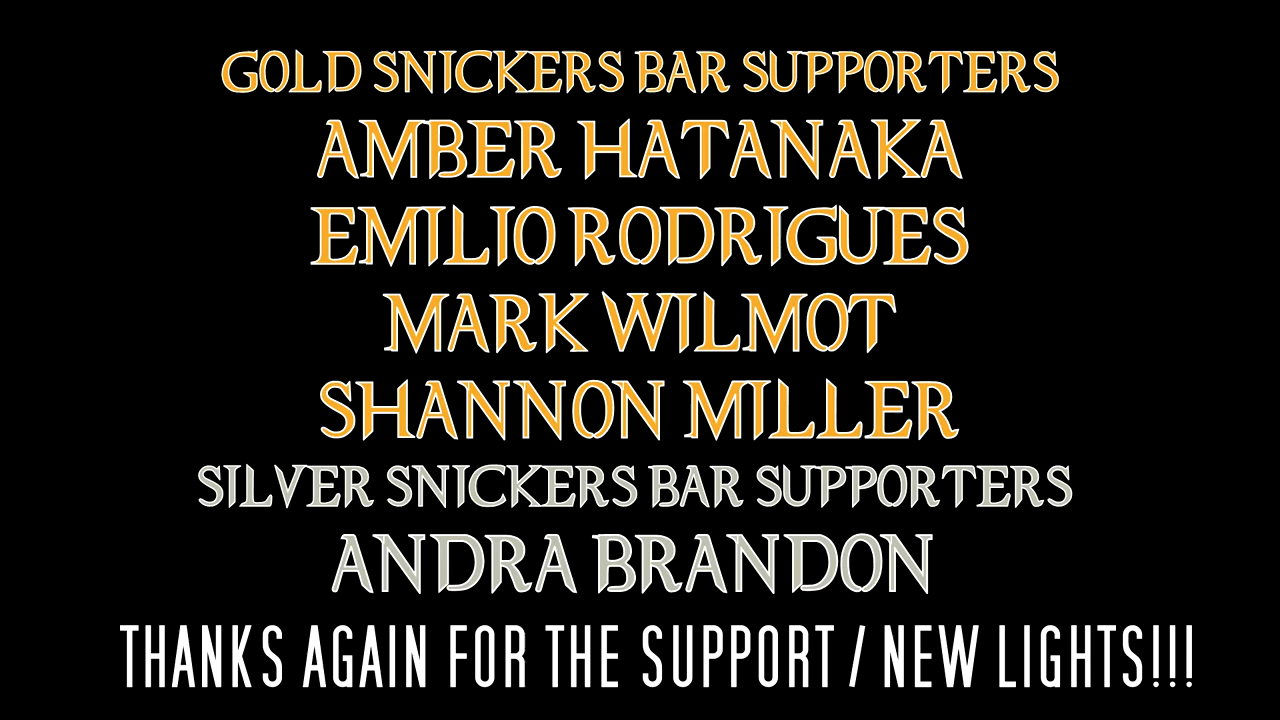 GOLD SNICKERS BAR SUPPORTERS
AMBER HATANAKA
EMILIO RODRIGUES
MARK WILMOT
SHANNON MILLER
SILVER SNICKERS BAR SUPPORTERS
ANDRA BRANDON
THANKS AGAIN FOR THE SUPPORT / NEW LIGHTS!!!